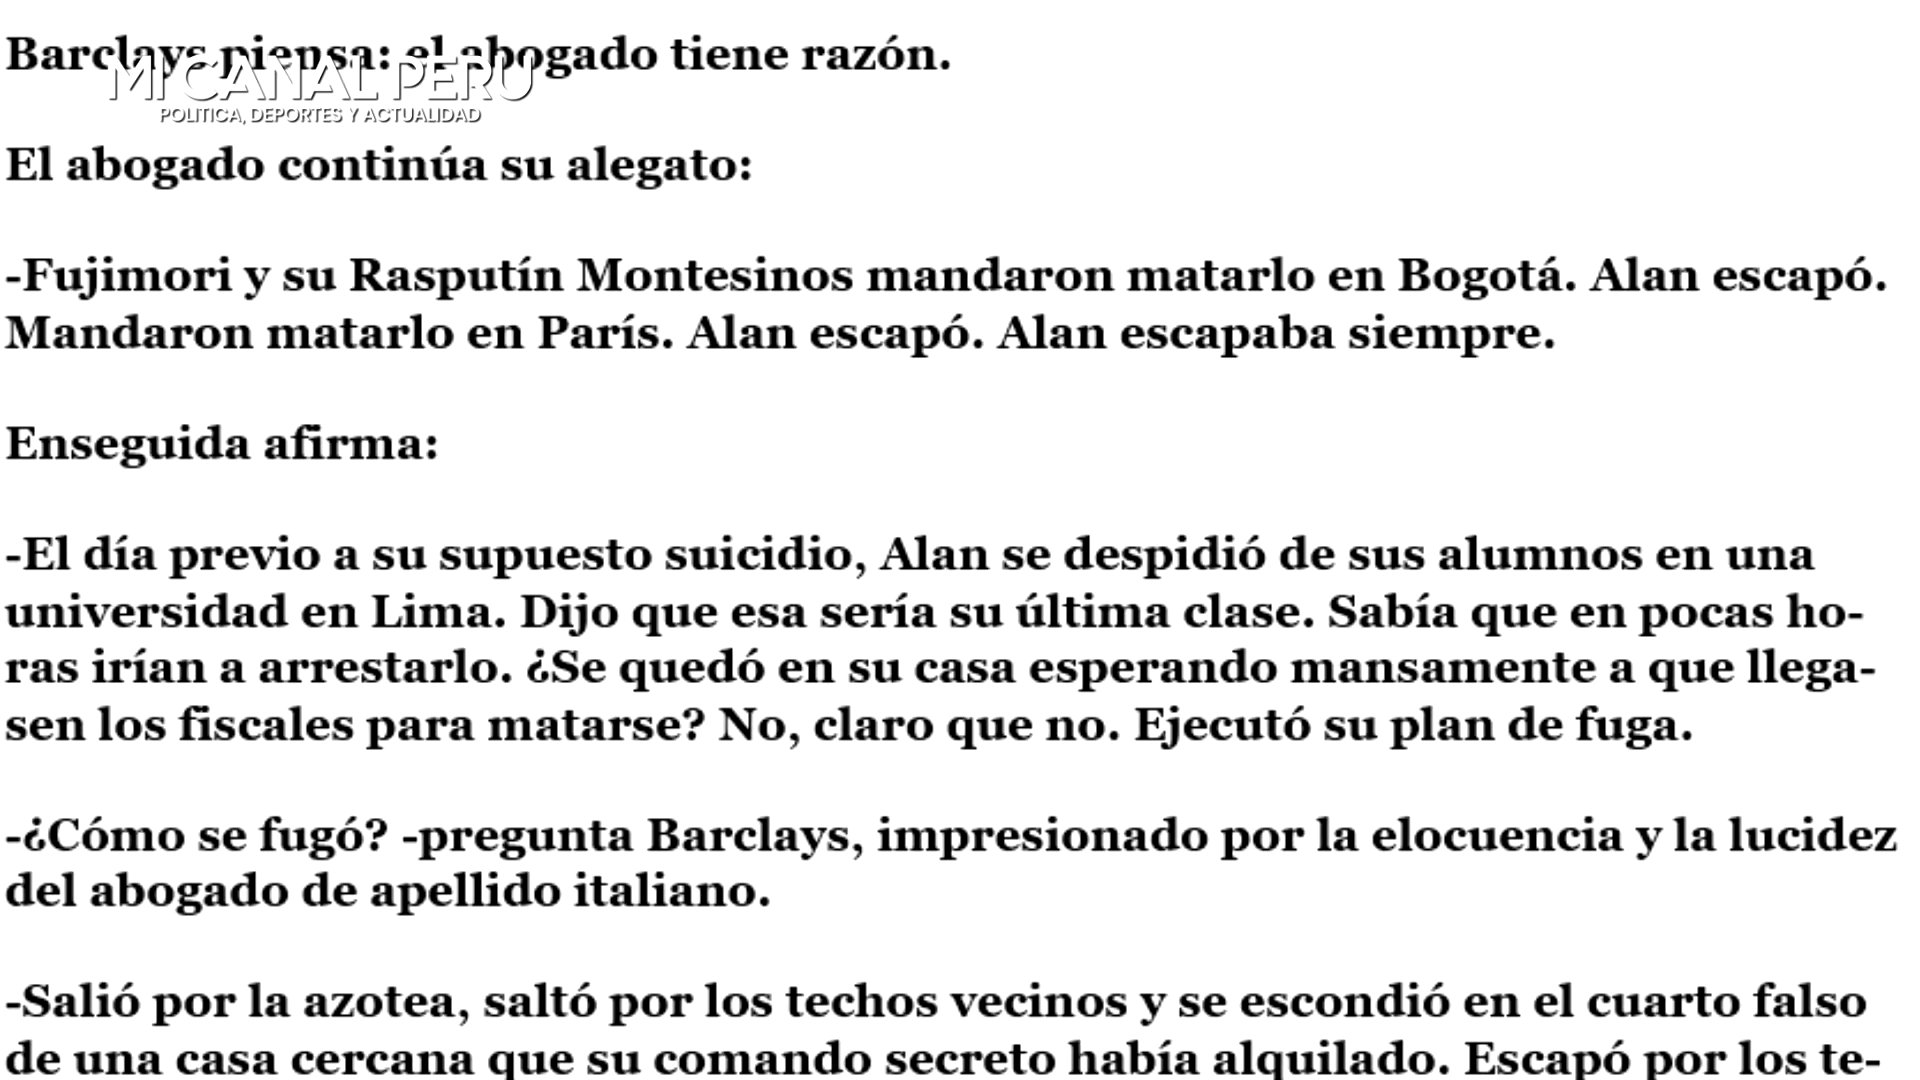 Barclays piensa: el abogado tiene razón.
MI CANAL PERU
POLITICA, DEPORTES Y ACTUALIDAD
El abogado continúa su alegato:
-Fujimori y su Rasputín Montesinos mandaron matarlo en Bogotá. Alan escapó.
Mandaron matarlo en París. Alan escapó. Alan escapaba siempre.
Enseguida afirma:
-El día previo a su supuesto suicidio, Alan se despidió de sus alumnos en una
universidad en Lima. Dijo que esa sería su última clase. Sabía que en pocas ho-
ras irían a arrestarlo. ¿Se quedó en su casa esperando mansamente a que llega-
sen los fiscales para matarse? No, claro que no. Ejecutó su plan de fuga.
-¿Cómo se fugó? -pregunta Barclays, impresionado por la elocuencia y la lucidez
del abogado de apellido italiano.
-Salió por la azotea, saltó por los techos vecinos y se escondió en el cuarto falso
de una casa cercana que su comando secreto había alquilado. Escapó por los te-